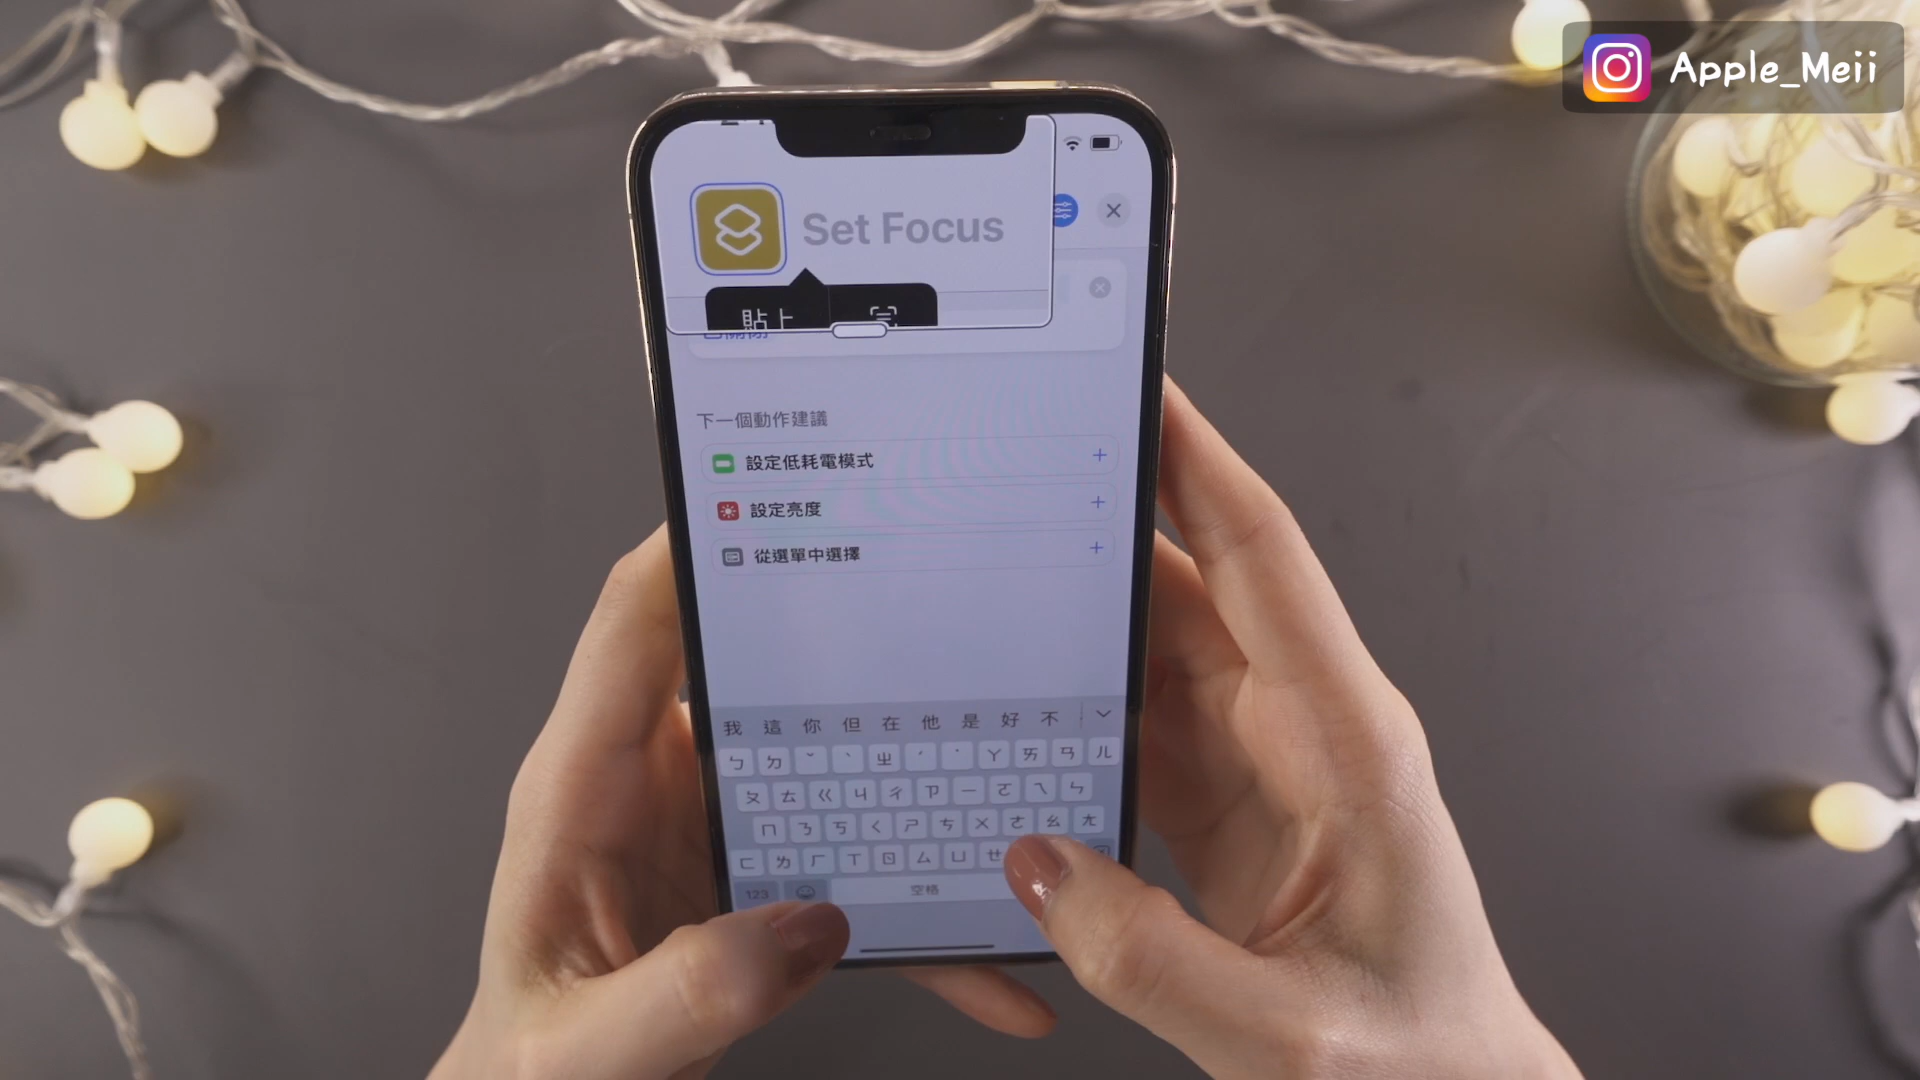 Apple_Meii
Set Focus
貼上
下一個動作建議
設定低耗電模式
設定亮度
從選單中選擇
我 這 你 但 在 他 是 好 不
ㄅ ㄉ ˇ ˋ ㄓ ˊ ˙ ㄚ ㄞ ㄢ ㄦ
ㄆ ㄊ ㄍ ㄐ ㄔ ㄗ ㄧ ㄛ ㄟ ㄣ
ㄇ ㄋ ㄎ ㄑ ㄕ ㄘ ㄨ ㄜ ㄠ ㄤ
ㄈ ㄌ ㄏ ㄒ ㄖ ㄙ ㄩ ㄝ
123 空格